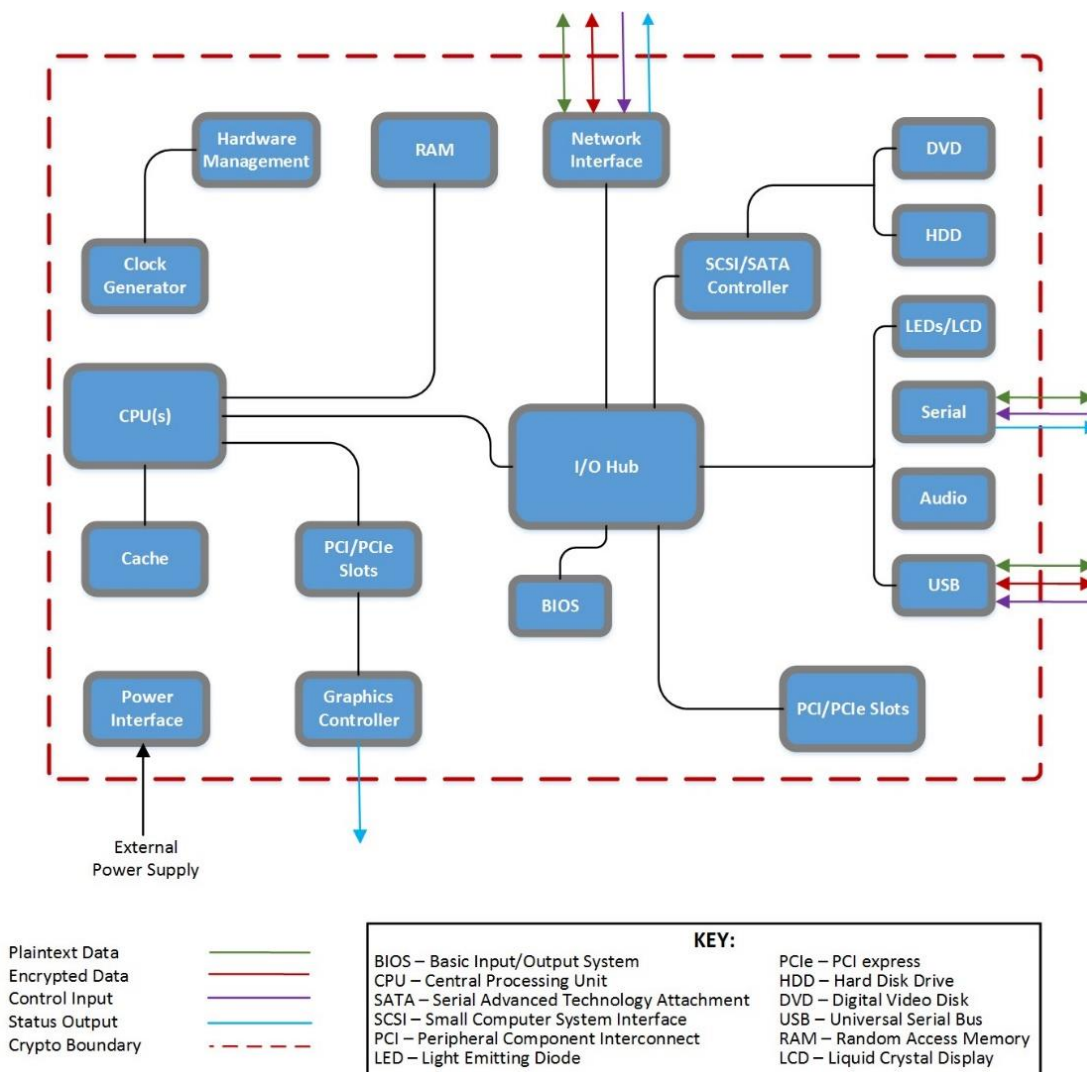 Hardware
Management
RAM
Network
Interface
DVD
HDD
Clock
Generator
SCSI/SATA
Controller
LEDs/LCD
CPU(s)
Serial
I/O Hub
Audio
Cache
PCI/PCIe
Slots
BIOS
USB
Power
Interface
Graphics
Controller
PCI/PCIe Slots
External
Power Supply
Plaintext Data
Encrypted Data
Control Input
Status Output
Crypto Boundary
KEY:
BIOS – Basic Input/Output System
CPU – Central Processing Unit
SATA – Serial Advanced Technology Attachment
SCSI – Small Computer System Interface
PCI – Peripheral Component Interconnect
LED – Light Emitting Diode
PCIe – PCI express
HDD – Hard Disk Drive
DVD – Digital Video Disk
USB – Universal Serial Bus
RAM – Random Access Memory
LCD – Liquid Crystal Display